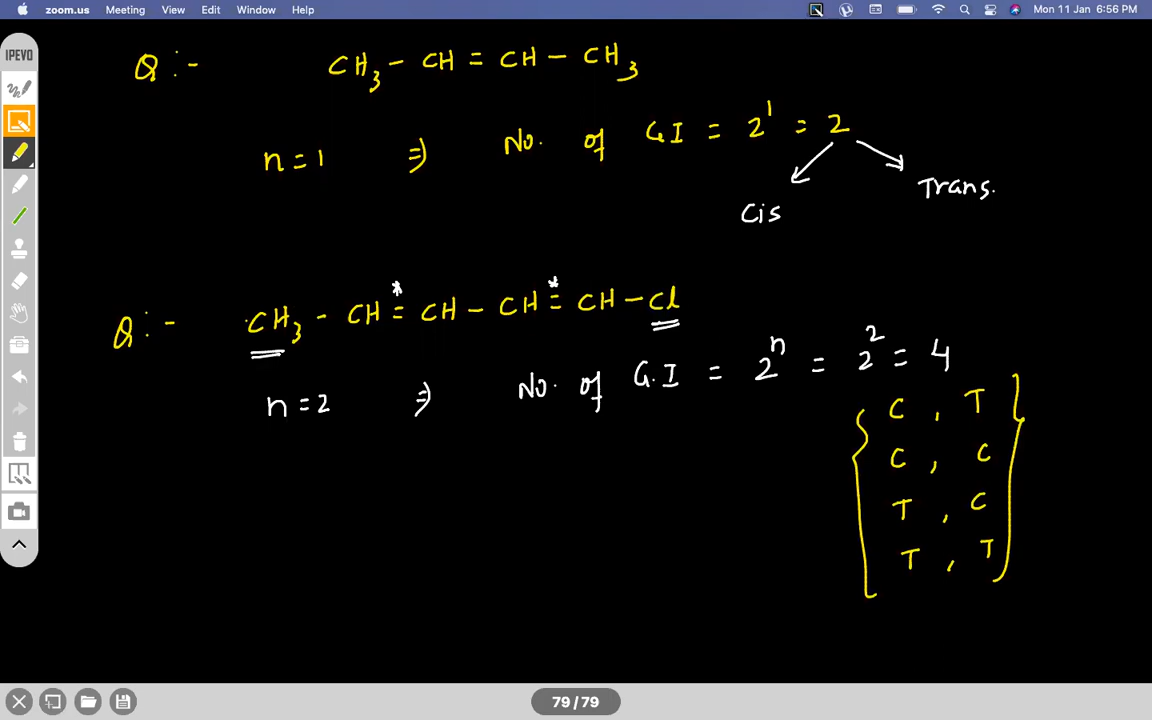 zoom.us Meeting View Edit Window Help Mon 11 Jan 6:56 PM
IPEVO
Q :- CH3 - CH = CH - CH3
n = 1 ⇒ No. of G.I = 2^1 = 2
Cis Trans.
* *
Q :- CH3 - CH = CH - CH = CH - Cl
n = 2 ⇒ No. of G.I = 2^n = 2^2 = 4
{ C , T }
C , C
T , C
T , T
79 / 79